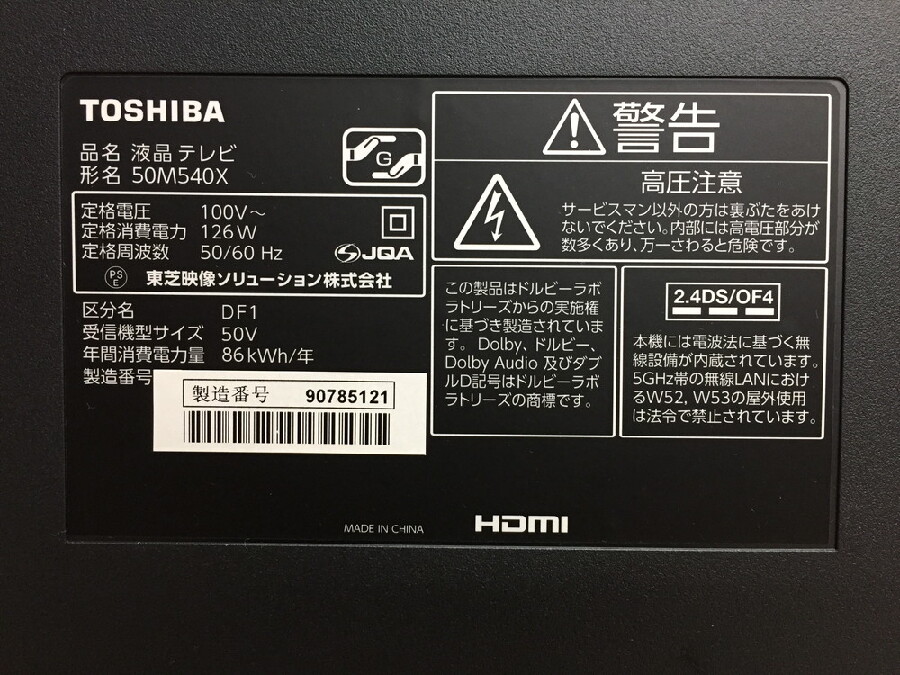 TOSHIBA
品名 液晶テレビ
形名 50M540X
G
定格電圧 100V～
定格消費電力 126W
定格周波数 50/60 Hz
JQA
PS
E
東芝映像ソリューション株式会社
区分名 DF1
受信機型サイズ 50V
年間消費電力量 86kWh/年
製造番号
製造番号 90785121
MADE IN CHINA
警告
高圧注意
サービスマン以外の方は裏ぶたをあけ
ないでください。内部には高電圧部分が
数多くあり、万一さわると危険です。
この製品はドルビーラボ
ラトリーズからの実施権
に基づき製造されていま
す。Dolby、ドルビー、
Dolby Audio 及びダブ
ルD記号はドルビーラボ
ラトリーズの商標です。
2.4DS/OF4
本機には電波法に基づく無
線設備が内蔵されています。
5GHz帯の無線LANにおけ
るW52, W53の屋外使用
は法令で禁止されています。
HDMI